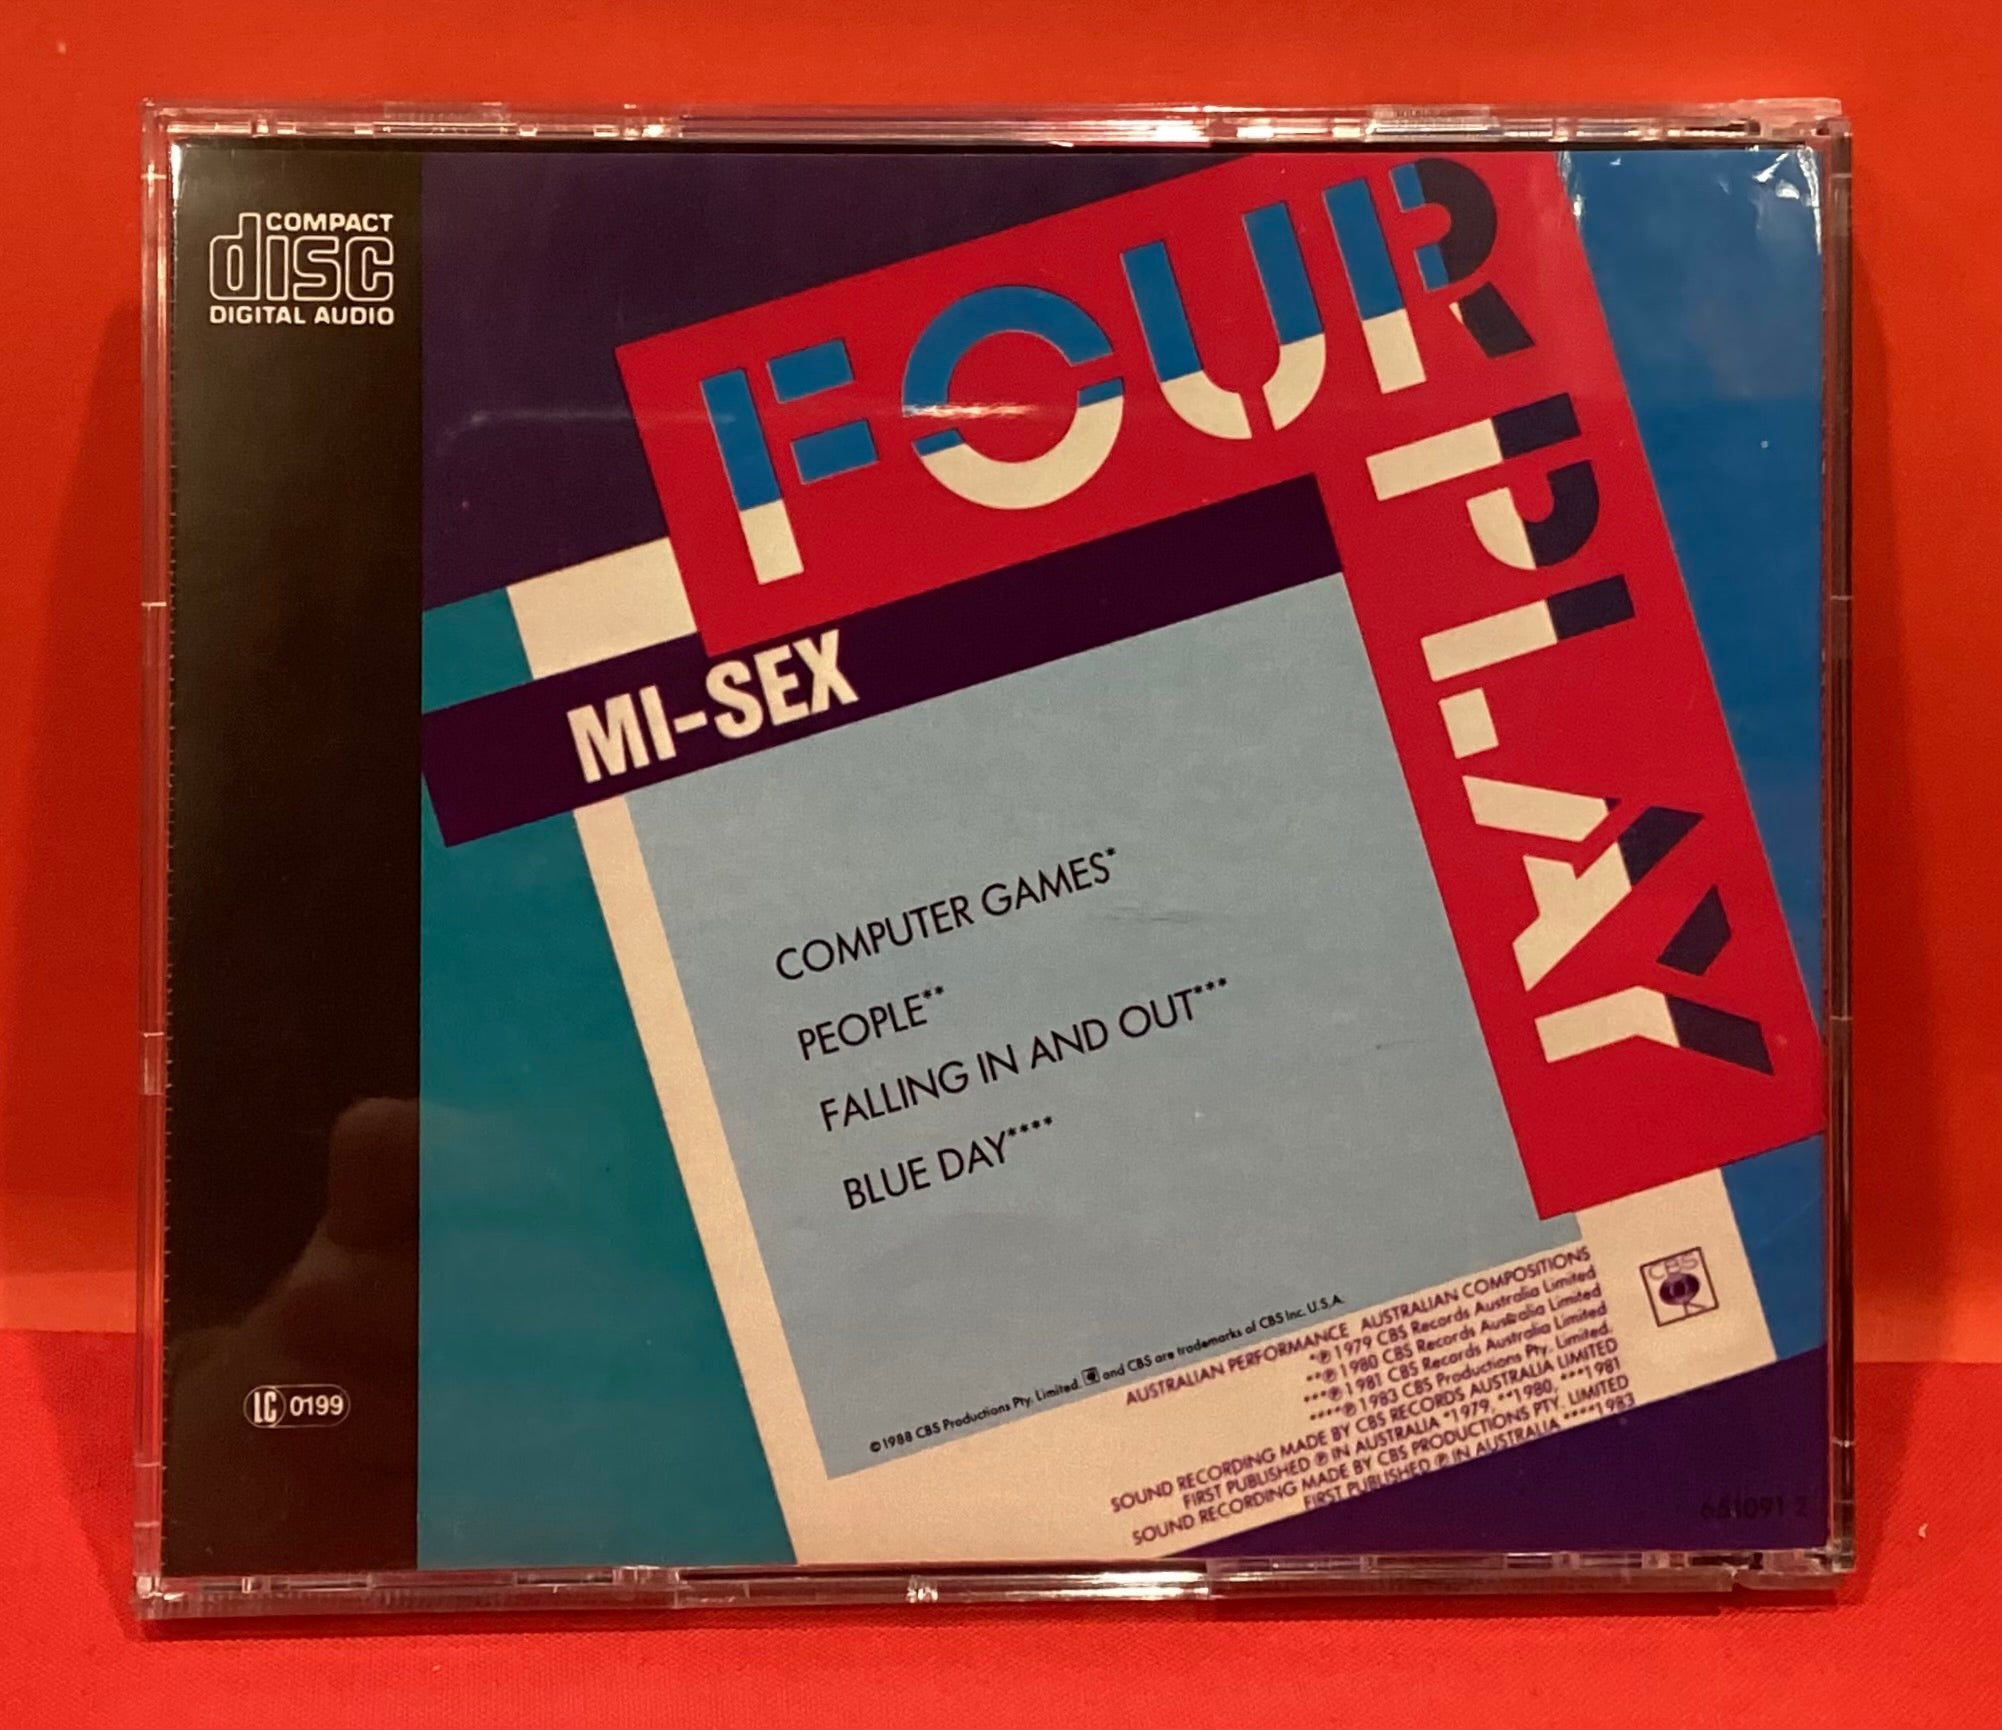 COMPACT
disc
DIGITAL AUDIO
FOUR
PLAY
MI-SEX
COMPUTER GAMES*
PEOPLE**
FALLING IN AND OUT***
BLUE DAY****
©1988 CBS Productions Pty. Limited. and CBS are trademarks of CBS Inc. U.S.A.
AUSTRALIAN PERFORMANCE AUSTRALIAN COMPOSITIONS
*℗1979 CBS Records Australia Limited
**℗1980 CBS Records Australia Limited
***℗1981 CBS Records Australia Limited
****℗1983 CBS Productions Pty. Limited.
SOUND RECORDING MADE BY CBS RECORDS AUSTRALIA LIMITED
FIRST PUBLISHED ℗ IN AUSTRALIA *1979, **1980, ***1981
SOUND RECORDING MADE BY CBS PRODUCTIONS PTY. LIMITED
FIRST PUBLISHED ℗ IN AUSTRALIA ****1983
CBS
LC 0199
651091 2